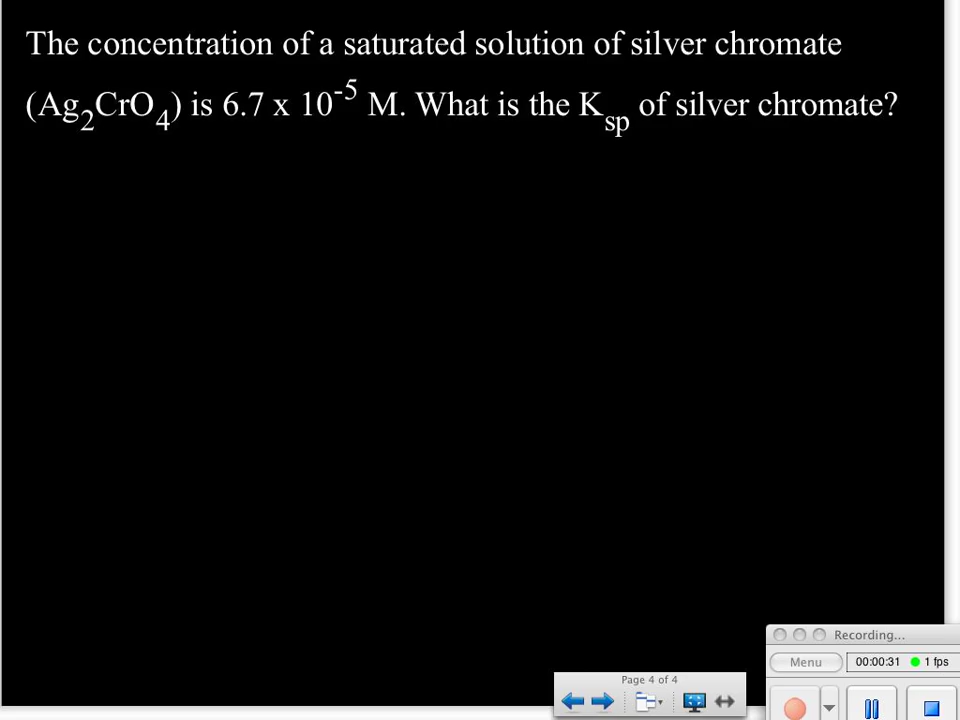 The concentration of a saturated solution of silver chromate
(Ag₂CrO₄) is 6.7 x 10⁻⁵ M. What is the Ksp of silver chromate?
Recording...
Menu
00:00:31 1 fps
Page 4 of 4